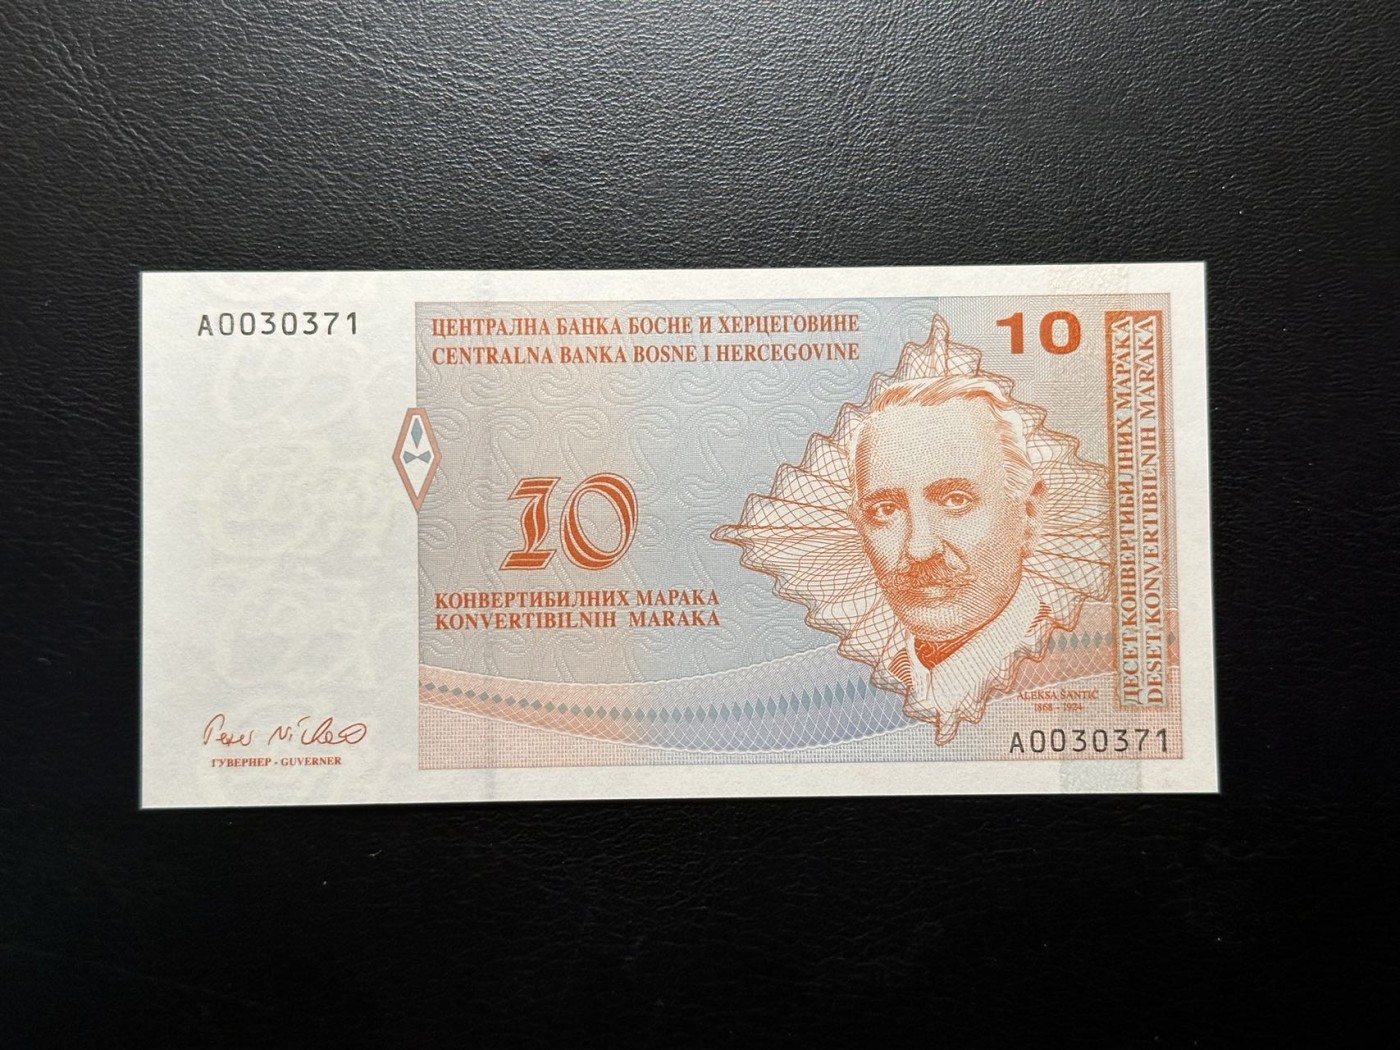 A0030371
ЦЕНТРАЛНА БАНКА БОСНЕ И ХЕРЦЕГОВИНЕ
CENTRALNA BANKA BOSNE I HERCEGOVINE
10
10
КОНВЕРТИБИЛНИХ МАРАКА
KONVERTIBILNIH MARAKA
ДЕСЕТ КОНВЕРТИБИЛНИХ МАРАКА
DESET KONVERTIBILNIH MARAKA
ALEKSA ŠANTIĆ
1868 - 1924
A0030371
ГУВЕРНЕР - GUVERNER